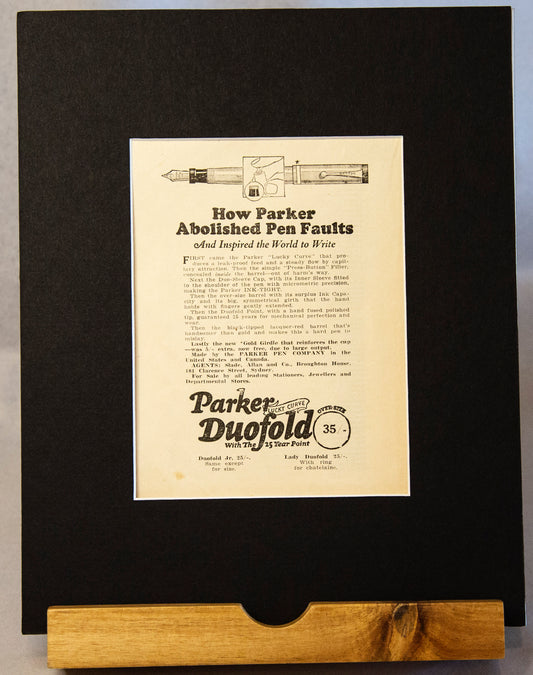 How Parker
Abolished Pen Faults
And Inspired the World to Write
FIRST came the Parker "Lucky Curve" that pro-
duces a leak-proof feed and a steady flow by capil-
lary attraction. Then the simple "Press-Button" Filler,
concealed inside the barrel—out of harm's way.
Next the Duo-Sleeve Cap, with its Inner Sleeve fitted
to the shoulder of the pen with micrometric precision,
making the Parker INK-TIGHT.
Then the over-size barrel with its surplus Ink Capa-
city and its big, symmetrical girth that the hand
holds with fingers gently extended.
Then the Duofold Point, with a hand fused polished
tip, guaranteed 25 years for mechanical perfection and
wear.
Then the black-tipped lacquer-red barrel that's
handsomer than gold and makes this a hard pen to
mislay.
Lastly the new "Gold Girdle that reinforces the cap
—was extra, now free, due to large output.
Made by the PARKER PEN COMPANY in the
United States and Canada.
AGENTS: Slade, Allan and Co., Broughton House,
181 Clarence Street, Sydney.
For Sale by all leading Stationers, Jewellers and
Departmental Stores.
Parker
LUCKY CURVE
Duofold
With The 25 Year Point
OVER-SIZE
35/-
Duofold Jr. 25/-.
Same except
for size.
Lady Duofold 25/-.
With ring
for chatelaine.